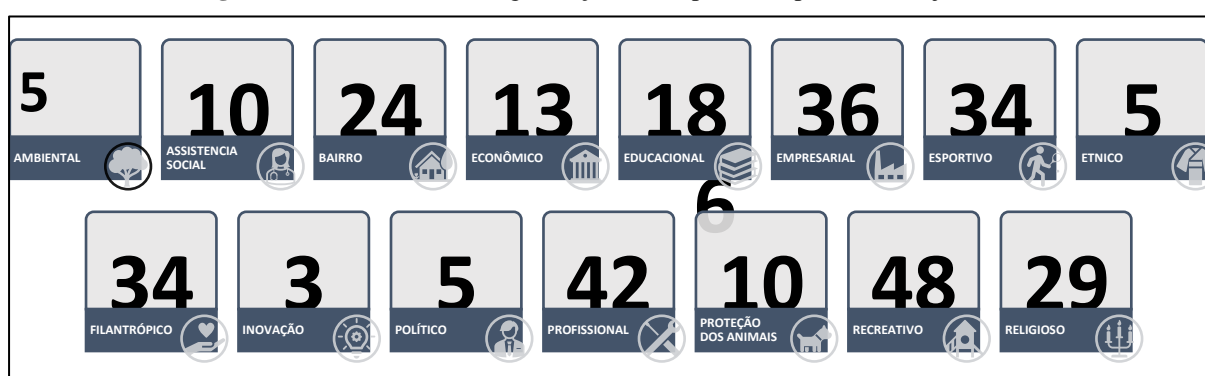 5
10
24
13
18
6
36
34
5
AMBIENTAL
ASSISTENCIA
SOCIAL
BAIRRO
ECONÔMICO
EDUCACIONAL
EMPRESARIAL
ESPORTIVO
ETNICO
34
3
5
42
10
48
29
FILANTRÓPICO
INOVAÇÃO
POLÍTICO
PROFISSIONAL
PROTEÇÃO
DOS ANIMAIS
RECREATIVO
RELIGIOSO